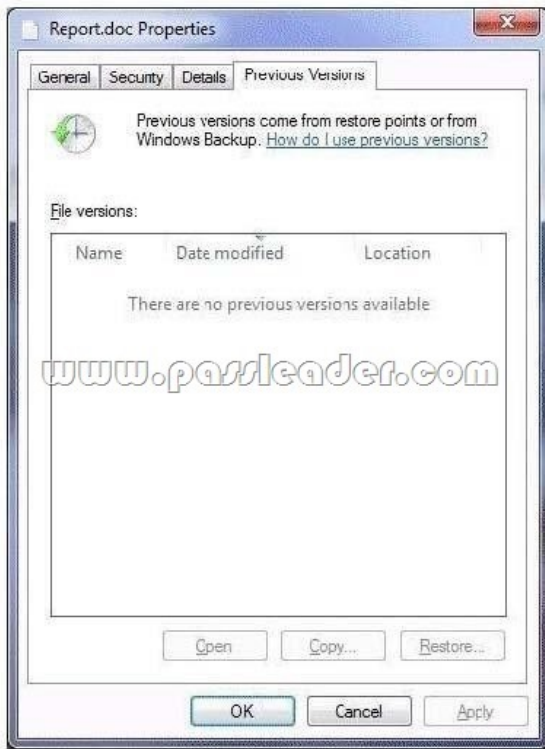 Report.doc Properties
General Security Details Previous Versions
Previous versions come from restore points or from
Windows Backup. How do I use previous versions?
File versions:
Name Date modified Location
There are no previous versions available
www.passleader.com
Open Copy... Restore...
OK Cancel Apply